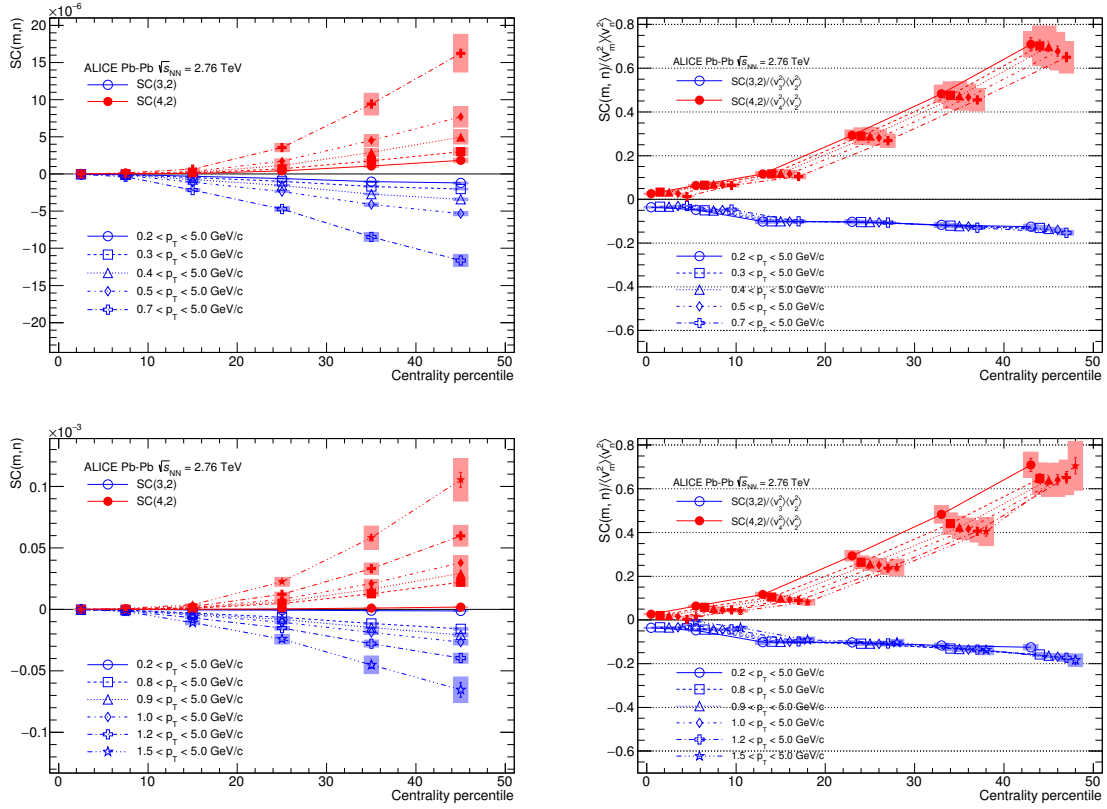 ×10⁻⁶
SC(m,n)
20
15
10
5
0
−5
−10
−15
−20
ALICE Pb-Pb √s_NN = 2.76 TeV
SC(3,2)
SC(4,2)
0.2 < p_T < 5.0 GeV/c
0.3 < p_T < 5.0 GeV/c
0.4 < p_T < 5.0 GeV/c
0.5 < p_T < 5.0 GeV/c
0.7 < p_T < 5.0 GeV/c
0 10 20 30 40 50
Centrality percentile
SC(m, n)/⟨v²_m⟩⟨v²_n⟩
0.8
0.6
0.4
0.2
0
−0.2
−0.4
−0.6
ALICE Pb-Pb √s_NN = 2.76 TeV
SC(3,2)/⟨v²_3⟩⟨v²_2⟩
SC(4,2)/⟨v²_4⟩⟨v²_2⟩
0.2 < p_T < 5.0 GeV/c
0.3 < p_T < 5.0 GeV/c
0.4 < p_T < 5.0 GeV/c
0.5 < p_T < 5.0 GeV/c
0.7 < p_T < 5.0 GeV/c
0 10 20 30 40 50
Centrality percentile
×10⁻³
SC(m,n)
0.1
0.05
0
−0.05
−0.1
ALICE Pb-Pb √s_NN = 2.76 TeV
SC(3,2)
SC(4,2)
0.2 < p_T < 5.0 GeV/c
0.8 < p_T < 5.0 GeV/c
0.9 < p_T < 5.0 GeV/c
1.0 < p_T < 5.0 GeV/c
1.2 < p_T < 5.0 GeV/c
1.5 < p_T < 5.0 GeV/c
0 10 20 30 40 50
Centrality percentile
SC(m, n)/⟨v²_m⟩⟨v²_n⟩
0.8
0.6
0.4
0.2
0
−0.2
−0.4
−0.6
ALICE Pb-Pb √s_NN = 2.76 TeV
SC(3,2)/⟨v²_3⟩⟨v²_2⟩
SC(4,2)/⟨v²_4⟩⟨v²_2⟩
0.2 < p_T < 5.0 GeV/c
0.8 < p_T < 5.0 GeV/c
0.9 < p_T < 5.0 GeV/c
1.0 < p_T < 5.0 GeV/c
1.2 < p_T < 5.0 GeV/c
1.5 < p_T < 5.0 GeV/c
0 10 20 30 40 50
Centrality percentile